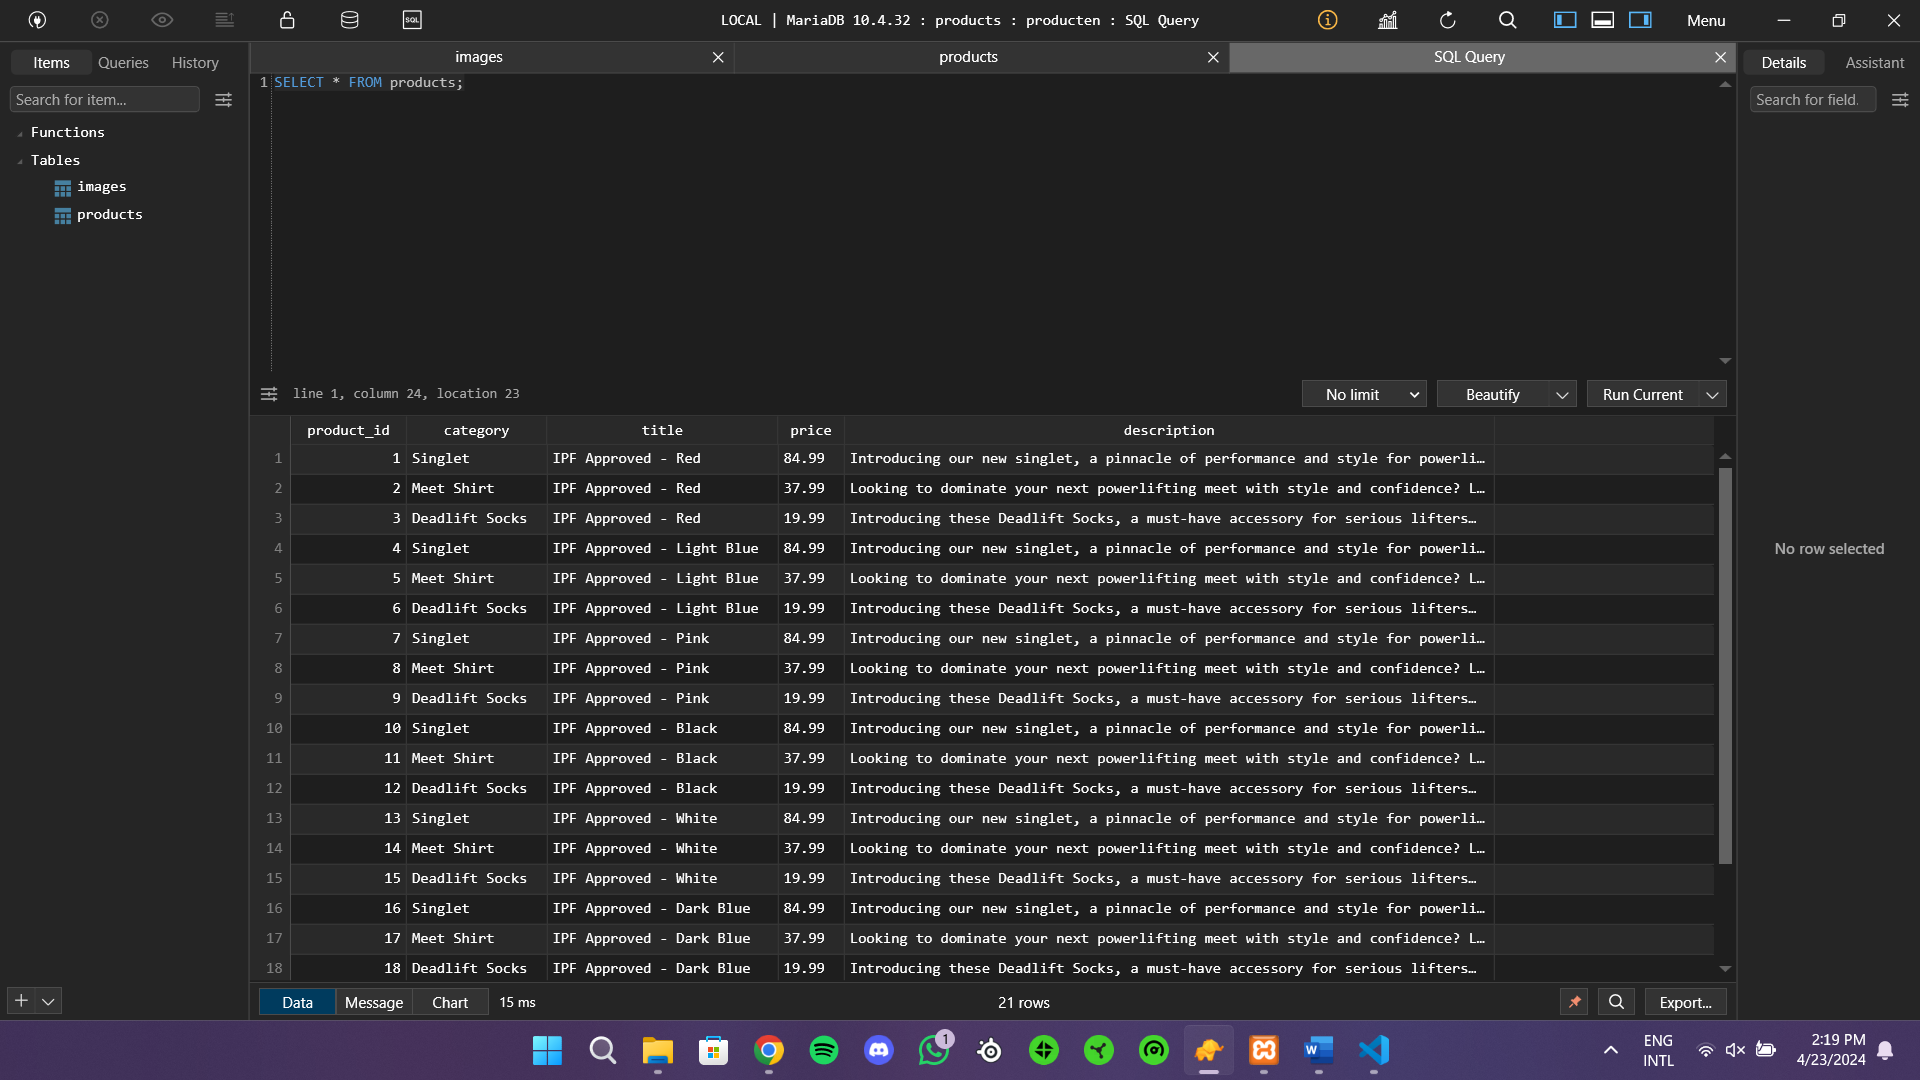 SQL
LOCAL | MariaDB 10.4.32 : products : producten : SQL Query
Menu
Items Queries History
images
products
SQL Query
Details Assistant
Search for item...
Search for field.
1 SELECT * FROM products;
Functions
Tables
images
products
line 1, column 24, location 23
No limit
Beautify
Run Current
product_id category title price description
1 1 Singlet IPF Approved - Red 84.99 Introducing our new singlet, a pinnacle of performance and style for powerli…
2 2 Meet Shirt IPF Approved - Red 37.99 Looking to dominate your next powerlifting meet with style and confidence? L…
3 3 Deadlift Socks IPF Approved - Red 19.99 Introducing these Deadlift Socks, a must-have accessory for serious lifters…
4 4 Singlet IPF Approved - Light Blue 84.99 Introducing our new singlet, a pinnacle of performance and style for powerli…
5 5 Meet Shirt IPF Approved - Light Blue 37.99 Looking to dominate your next powerlifting meet with style and confidence? L…
6 6 Deadlift Socks IPF Approved - Light Blue 19.99 Introducing these Deadlift Socks, a must-have accessory for serious lifters…
7 7 Singlet IPF Approved - Pink 84.99 Introducing our new singlet, a pinnacle of performance and style for powerli…
8 8 Meet Shirt IPF Approved - Pink 37.99 Looking to dominate your next powerlifting meet with style and confidence? L…
9 9 Deadlift Socks IPF Approved - Pink 19.99 Introducing these Deadlift Socks, a must-have accessory for serious lifters…
10 10 Singlet IPF Approved - Black 84.99 Introducing our new singlet, a pinnacle of performance and style for powerli…
11 11 Meet Shirt IPF Approved - Black 37.99 Looking to dominate your next powerlifting meet with style and confidence? L…
12 12 Deadlift Socks IPF Approved - Black 19.99 Introducing these Deadlift Socks, a must-have accessory for serious lifters…
13 13 Singlet IPF Approved - White 84.99 Introducing our new singlet, a pinnacle of performance and style for powerli…
14 14 Meet Shirt IPF Approved - White 37.99 Looking to dominate your next powerlifting meet with style and confidence? L…
15 15 Deadlift Socks IPF Approved - White 19.99 Introducing these Deadlift Socks, a must-have accessory for serious lifters…
16 16 Singlet IPF Approved - Dark Blue 84.99 Introducing our new singlet, a pinnacle of performance and style for powerli…
17 17 Meet Shirt IPF Approved - Dark Blue 37.99 Looking to dominate your next powerlifting meet with style and confidence? L…
18 18 Deadlift Socks IPF Approved - Dark Blue 19.99 Introducing these Deadlift Socks, a must-have accessory for serious lifters…
No row selected
Data Message Chart 15 ms
21 rows
Export...
1
W
ENG
INTL
2:19 PM
4/23/2024